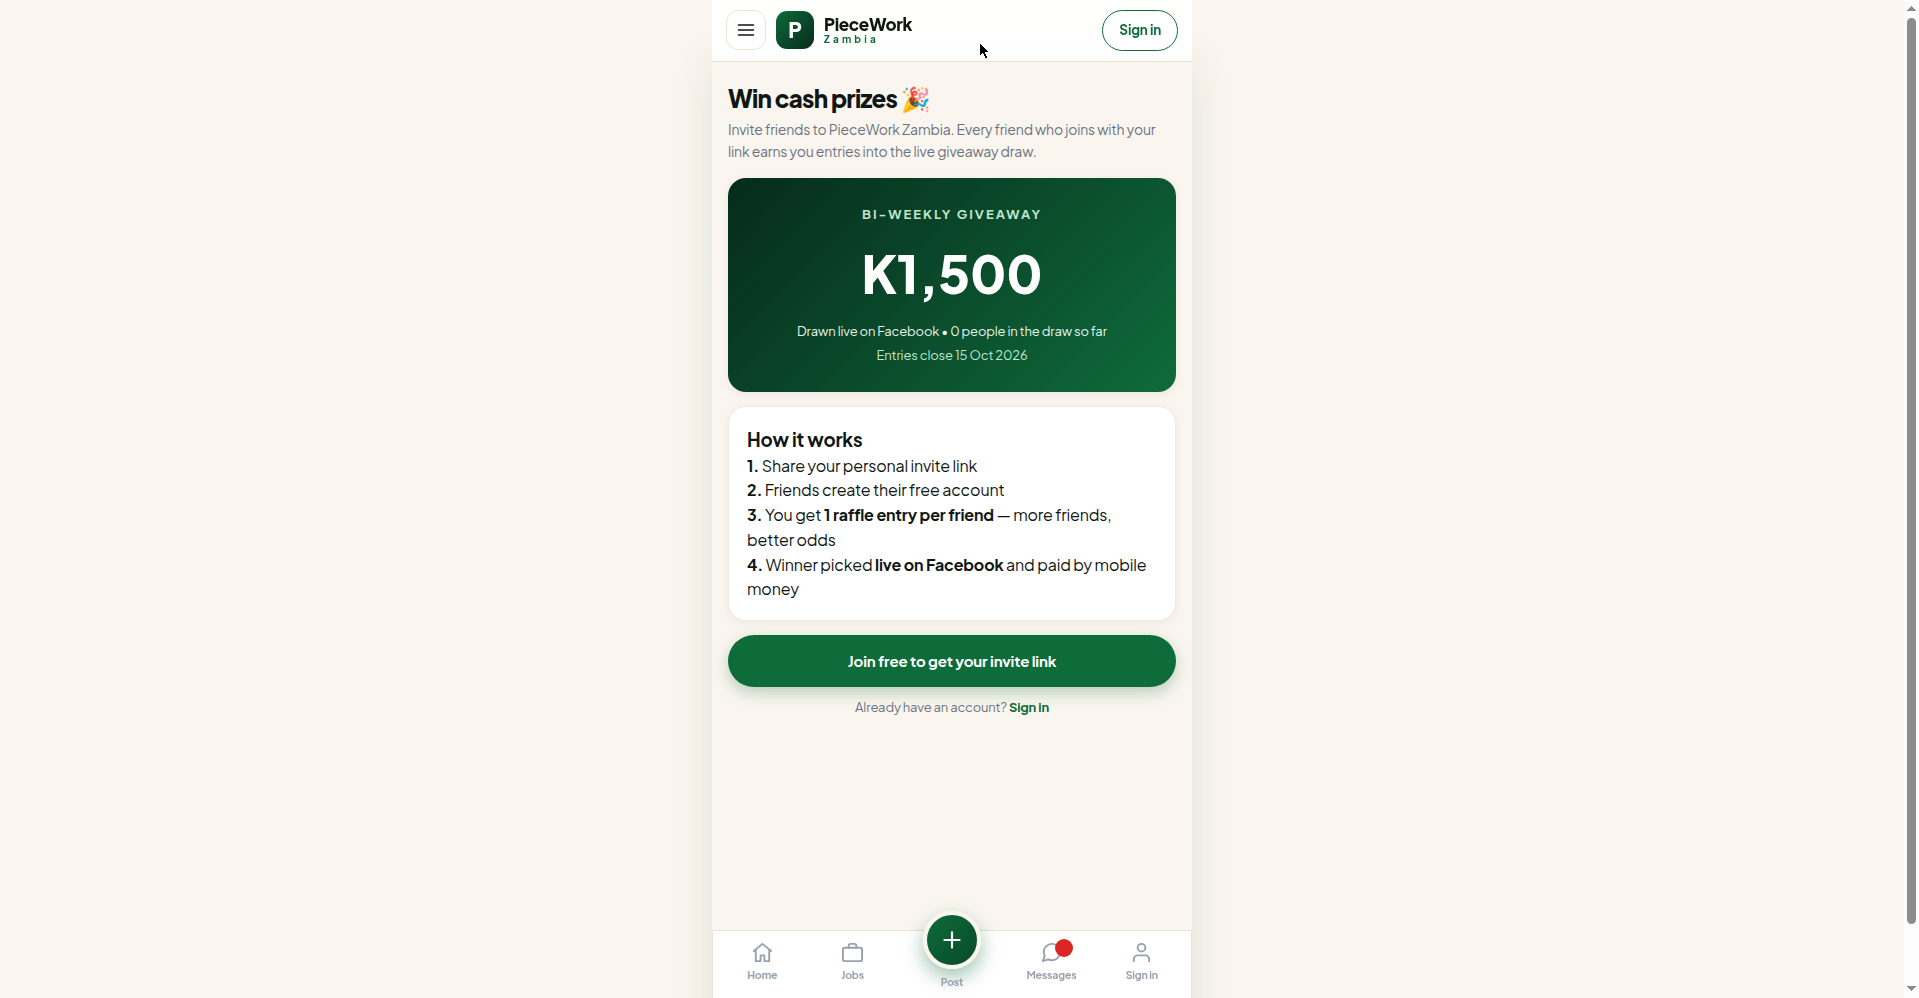 P
PieceWork
Zambia
Sign in
Win cash prizes 🎉
Invite friends to PieceWork Zambia. Every friend who joins with your
link earns you entries into the live giveaway draw.
BI-WEEKLY GIVEAWAY
K1,500
Drawn live on Facebook • 0 people in the draw so far
Entries close 15 Oct 2026
How it works
1. Share your personal invite link
2. Friends create their free account
3. You get 1 raffle entry per friend — more friends,
better odds
4. Winner picked live on Facebook and paid by mobile
money
Join free to get your invite link
Already have an account? Sign in
Home
Jobs
Post
Messages
Sign in